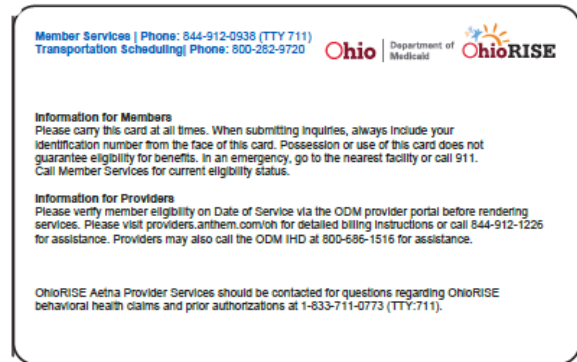 Member Services | Phone: 844-912-0938 (TTY 711)
Transportation Scheduling| Phone: 800-282-9720
Ohio | Department of Medicaid
OhioRISE
Information for Members
Please carry this card at all times. When submitting inquiries, always include your
identification number from the face of this card. Possession or use of this card does not
guarantee eligibility for benefits. In an emergency, go to the nearest facility or call 911.
Call Member Services for current eligibility status.
Information for Providers
Please verify member eligibility on Date of Service via the ODM provider portal before rendering
services. Please visit providers.anthem.com/oh for detailed billing instructions or call 844-912-1226
for assistance. Providers may also call the ODM IHD at 800-686-1516 for assistance.
OhioRISE Aetna Provider Services should be contacted for questions regarding OhioRISE
behavioral health claims and prior authorizations at 1-833-711-0773 (TTY:711).